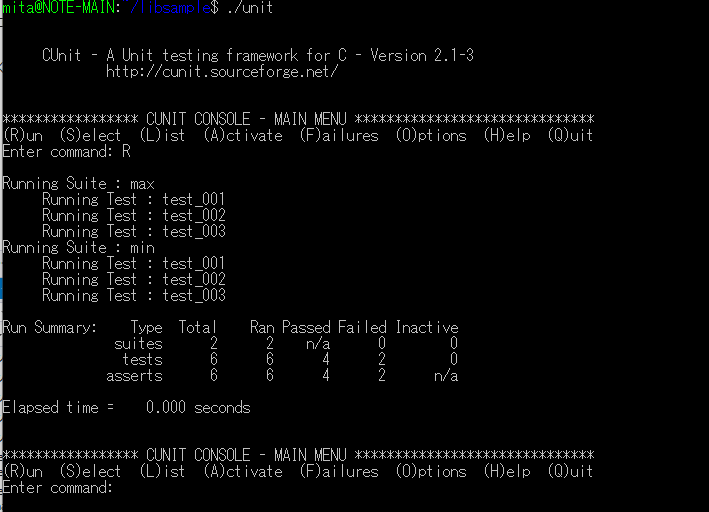 mita@NOTE-MAIN:~/libsample$ ./unit
CUnit - A Unit testing framework for C - Version 2.1-3
http://cunit.sourceforge.net/
***************** CUNIT CONSOLE - MAIN MENU ******************************
(R)un  (S)elect  (L)ist  (A)ctivate  (F)ailures  (O)ptions  (H)elp  (Q)uit
Enter command: R
Running Suite : max
Running Test : test_001
Running Test : test_002
Running Test : test_003
Running Suite : min
Running Test : test_001
Running Test : test_002
Running Test : test_003
Run Summary:    Type  Total    Ran Passed Failed Inactive
suites      2      2    n/a      0        0
tests      6      6      4      2        0
asserts      6      6      4      2      n/a
Elapsed time =    0.000 seconds
***************** CUNIT CONSOLE - MAIN MENU ******************************
(R)un  (S)elect  (L)ist  (A)ctivate  (F)ailures  (O)ptions  (H)elp  (Q)uit
Enter command: